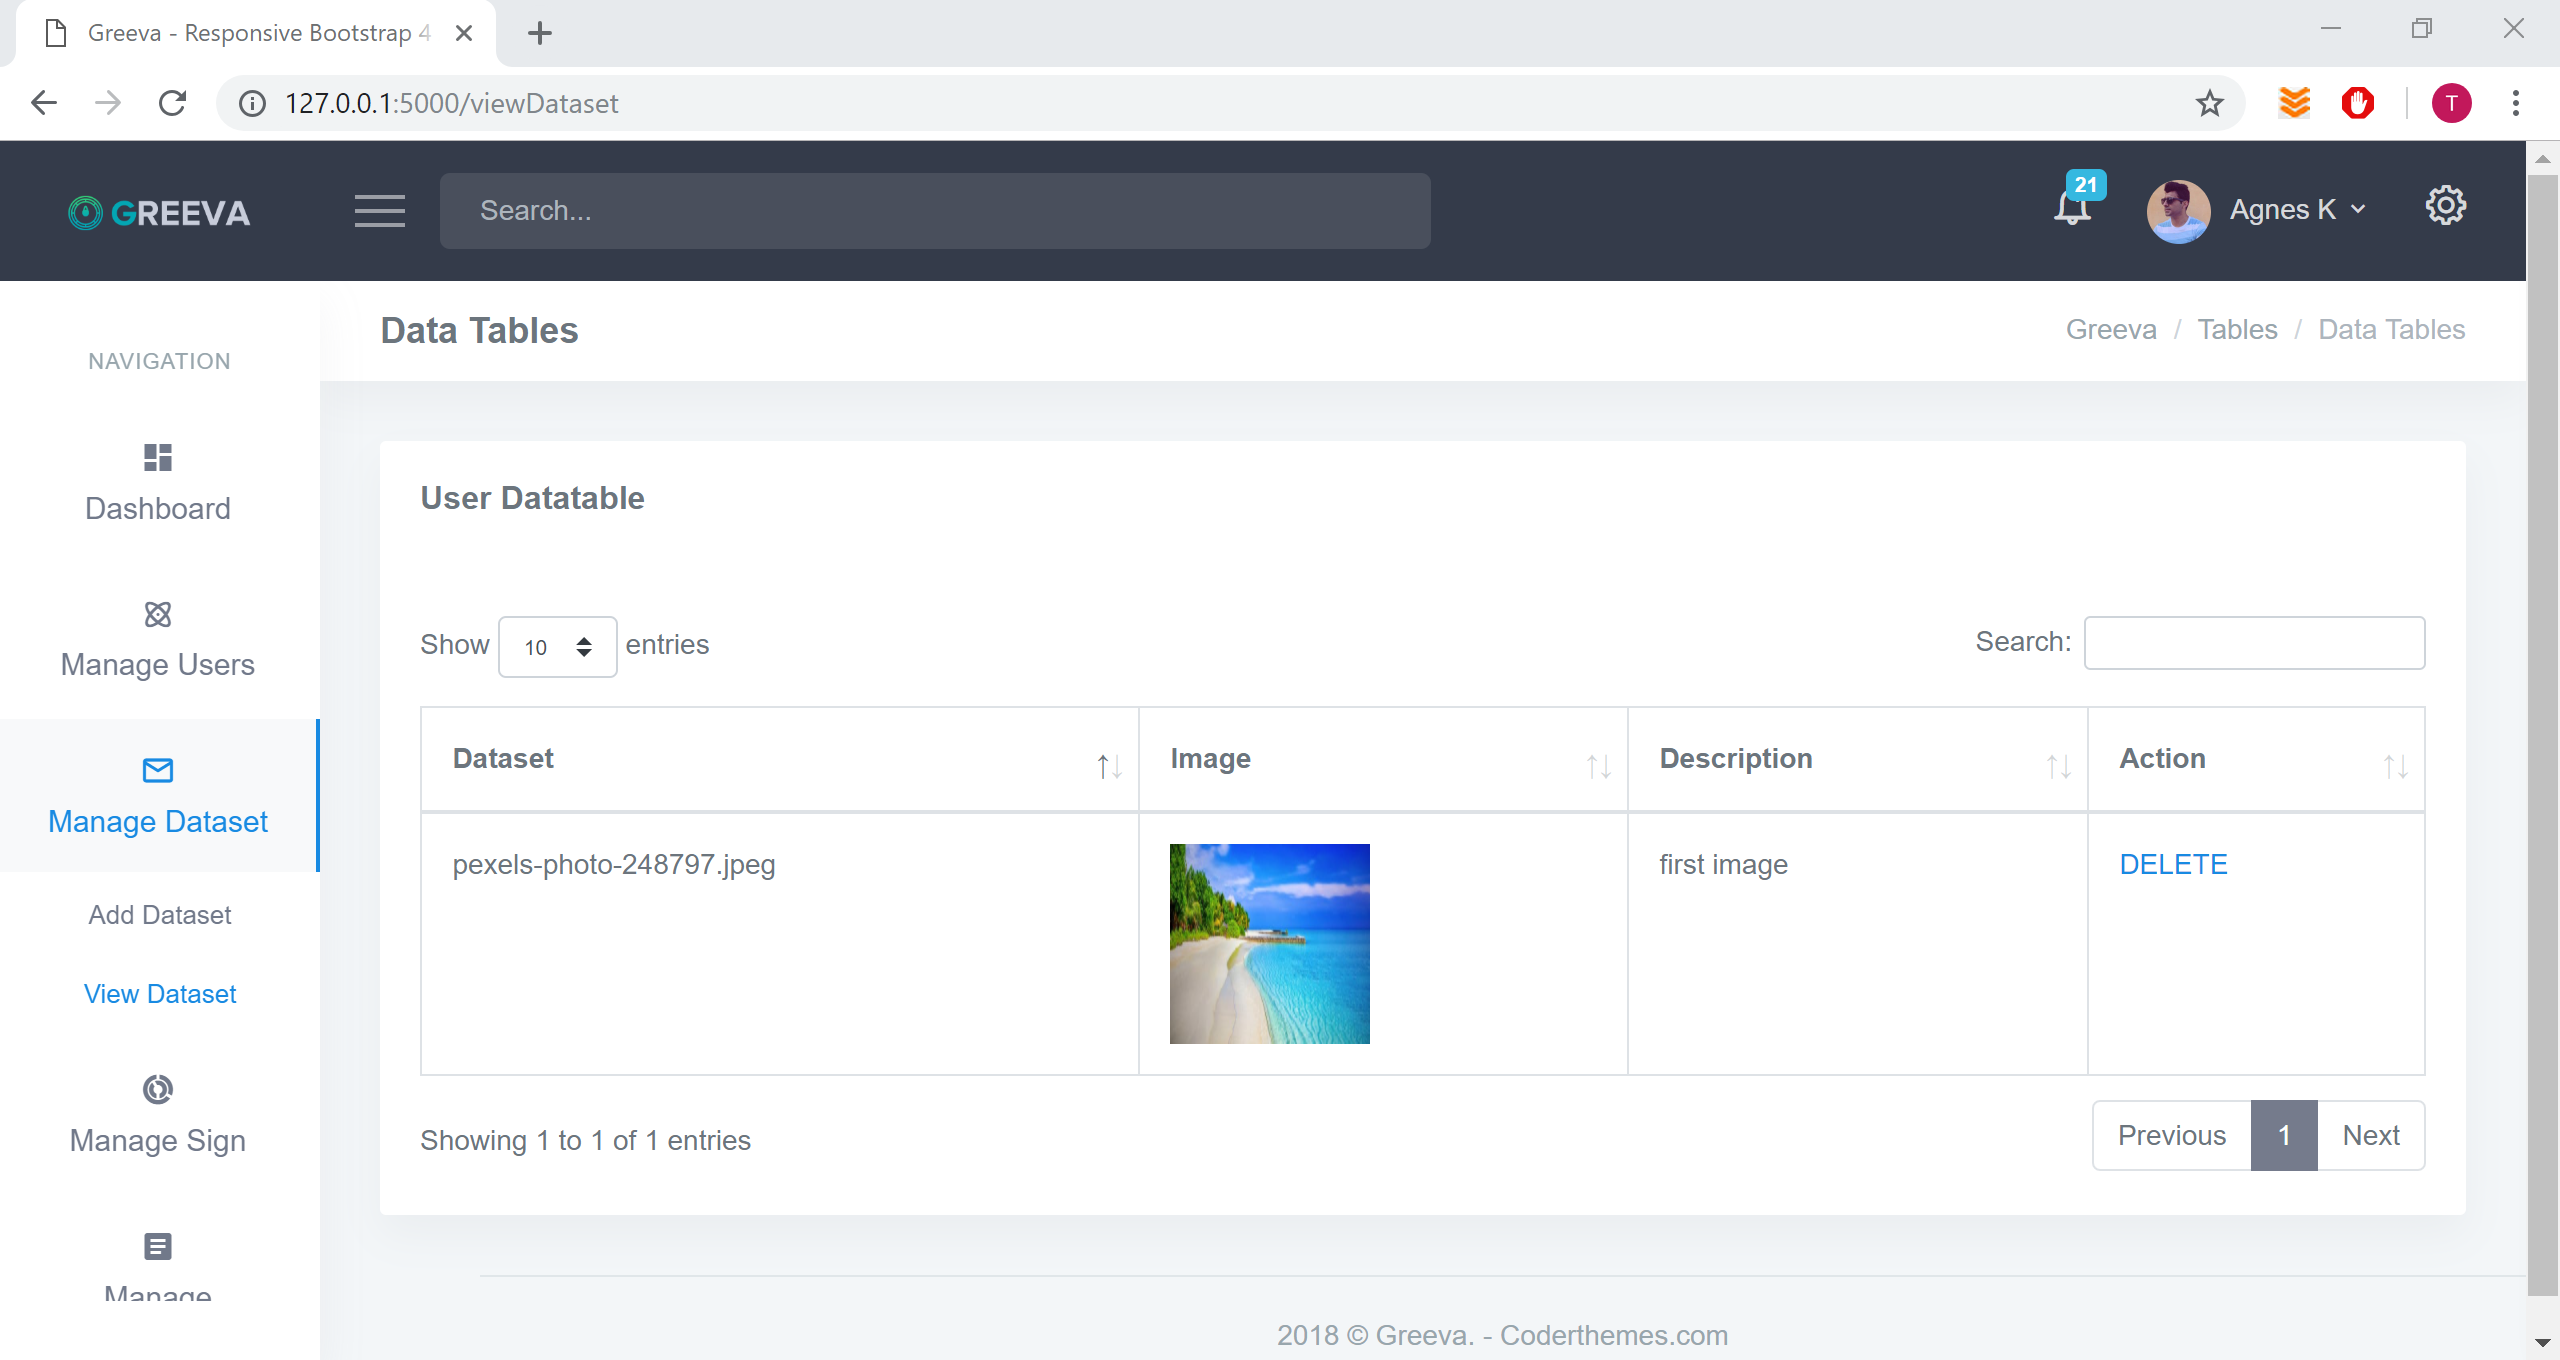 Greeva - Responsive Bootstrap 4
127.0.0.1:5000/viewDataset
T
GREEVA
Search...
21
Agnes K
NAVIGATION
Dashboard
Manage Users
Manage Dataset
Add Dataset
View Dataset
Manage Sign
Manage
Data Tables
Greeva / Tables / Data Tables
User Datatable
Show 10 entries
Search:
Dataset Image Description Action
pexels-photo-248797.jpeg first image DELETE
Showing 1 to 1 of 1 entries
Previous 1 Next
2018 © Greeva. - Coderthemes.com